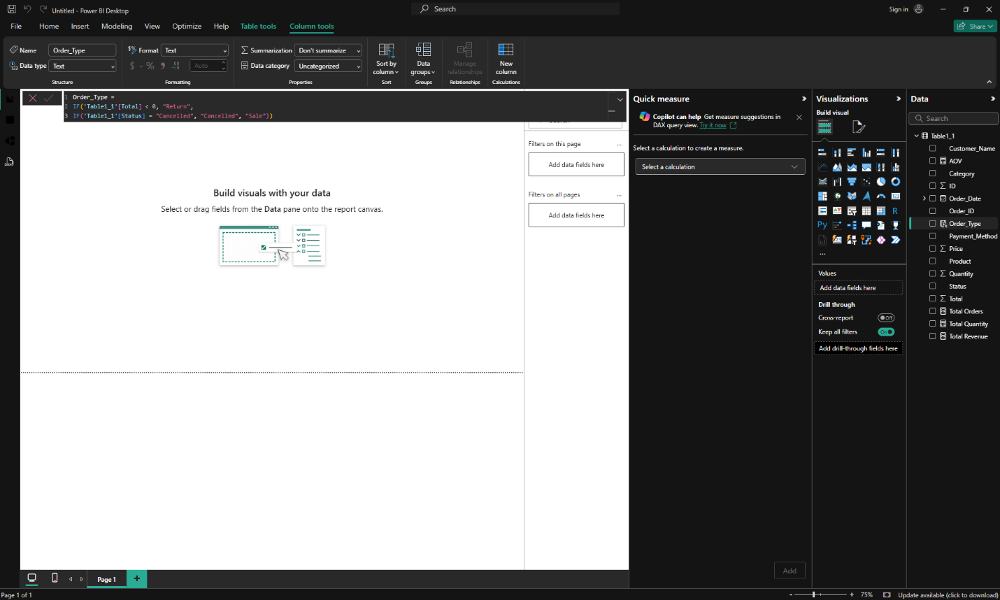 Untitled - Power BI Desktop
Search
Sign in
File Home Insert Modeling View Optimize Help Table tools Column tools
Share
Name Order_Type
Format Text
Summarization Don't summarize
Data type Text
$ % 9 Auto
Data category Uncategorized
Sort by column
Data groups
Manage relationships
New column
Structure
Formatting
Properties
Sort
Groups
Relationships
Calculations
1 Order_Type =
2 IF('Table1_1'[Total] < 0, "Return",
3 IF('Table1_1'[Status] = "Cancelled", "Cancelled", "Sale"))
Build visuals with your data
Select or drag fields from the Data pane onto the report canvas.
Filters on this page ...
Add data fields here
Filters on all pages ...
Add data fields here
Quick measure
Copilot can help Get measure suggestions in
DAX query view. Try it now
Select a calculation to create a measure.
Select a calculation
Add
Visualizations
Build visual
R
Py
...
Values
Add data fields here
Drill through
Cross-report Off
Keep all filters On
Add drill-through fields here
Data
Search
Table1_1
Customer_Name
AOV
Category
ID
Order_Date
Order_ID
Order_Type
Payment_Method
Price
Product
Quantity
Status
Total
Total Orders
Total Quantity
Total Revenue
Page 1
+
Page 1 of 1
- + 75%
Update available (click to download)